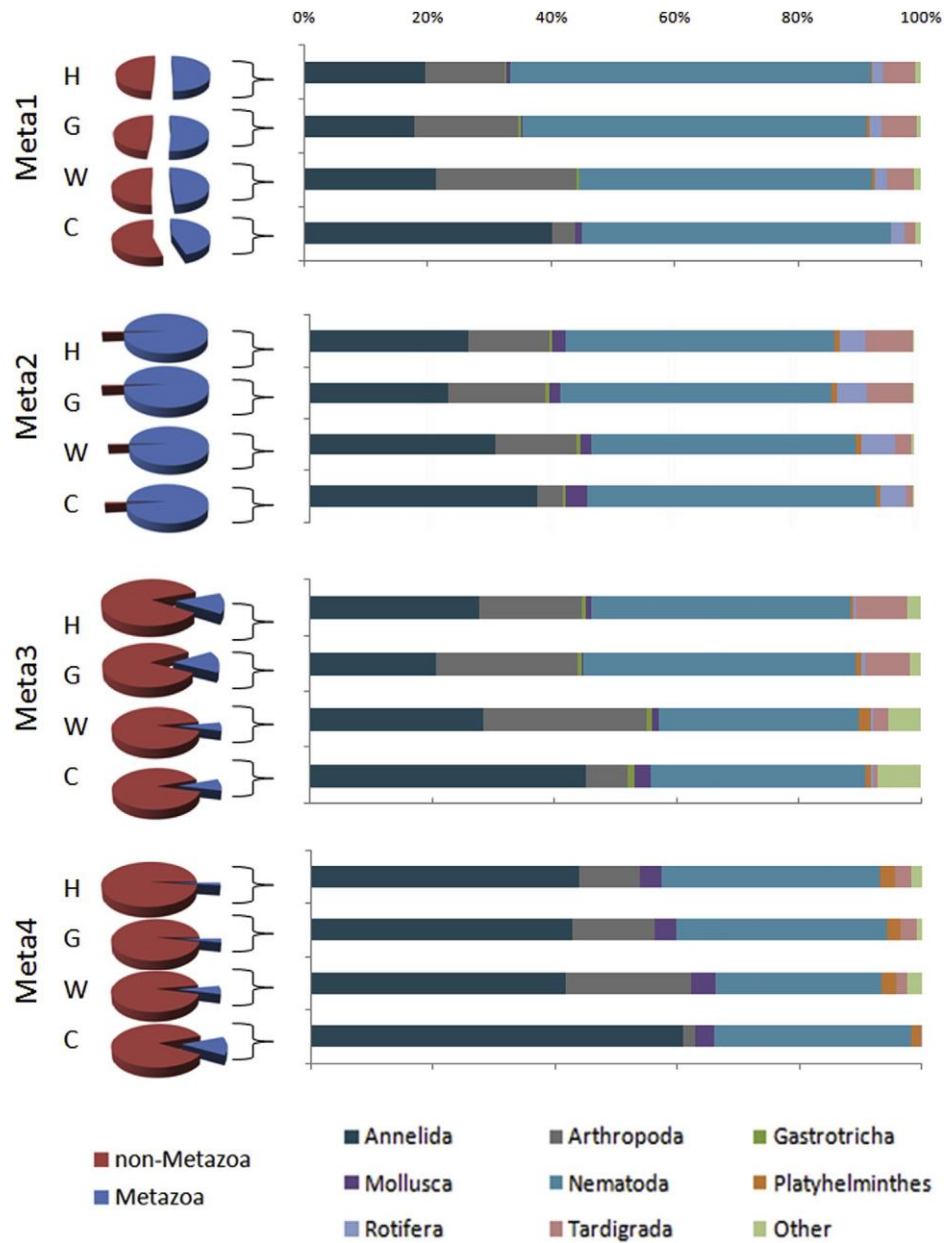 0% 20% 40% 60% 80% 100%
Meta1
H
G
W
C
Meta2
H
G
W
C
Meta3
H
G
W
C
Meta4
H
G
W
C
non-Metazoa
Metazoa
Annelida Arthropoda Gastrotricha
Mollusca Nematoda Platyhelminthes
Rotifera Tardigrada Other